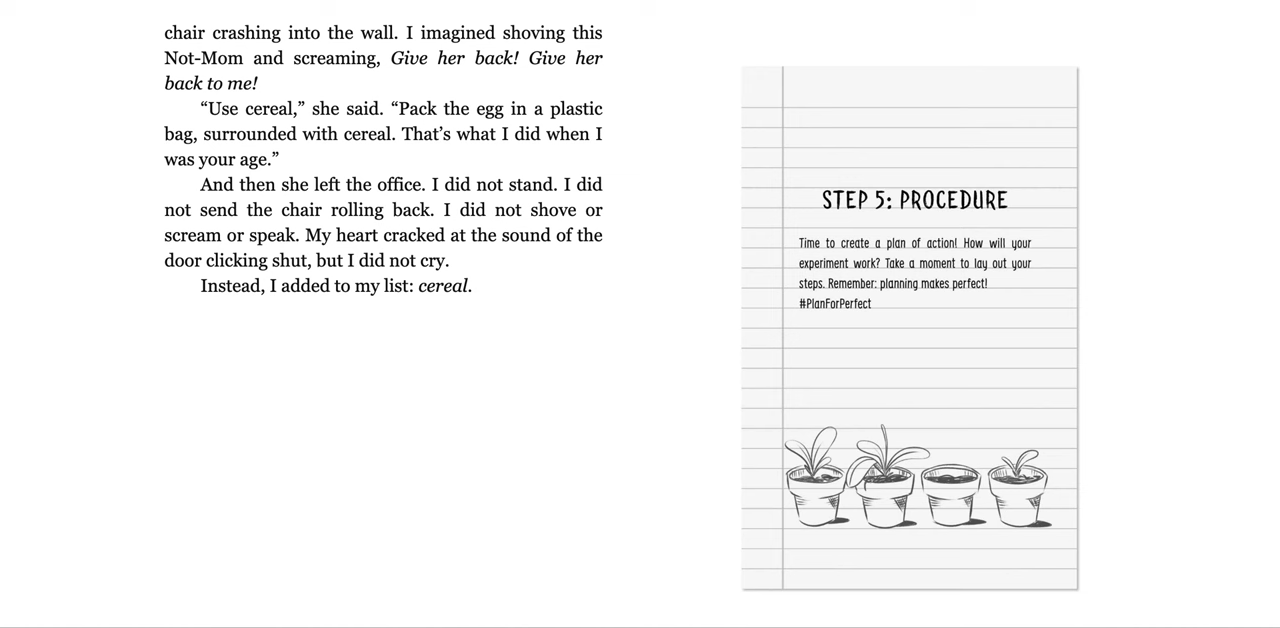 chair crashing into the wall. I imagined shoving this
Not-Mom and screaming, Give her back! Give her
back to me!
“Use cereal,” she said. “Pack the egg in a plastic
bag, surrounded with cereal. That’s what I did when I
was your age.”
And then she left the office. I did not stand. I did
not send the chair rolling back. I did not shove or
scream or speak. My heart cracked at the sound of the
door clicking shut, but I did not cry.
Instead, I added to my list: cereal.
STEP 5: PROCEDURE
Time to create a plan of action! How will your
experiment work? Take a moment to lay out your
steps. Remember: planning makes perfect!
#PlanForPerfect